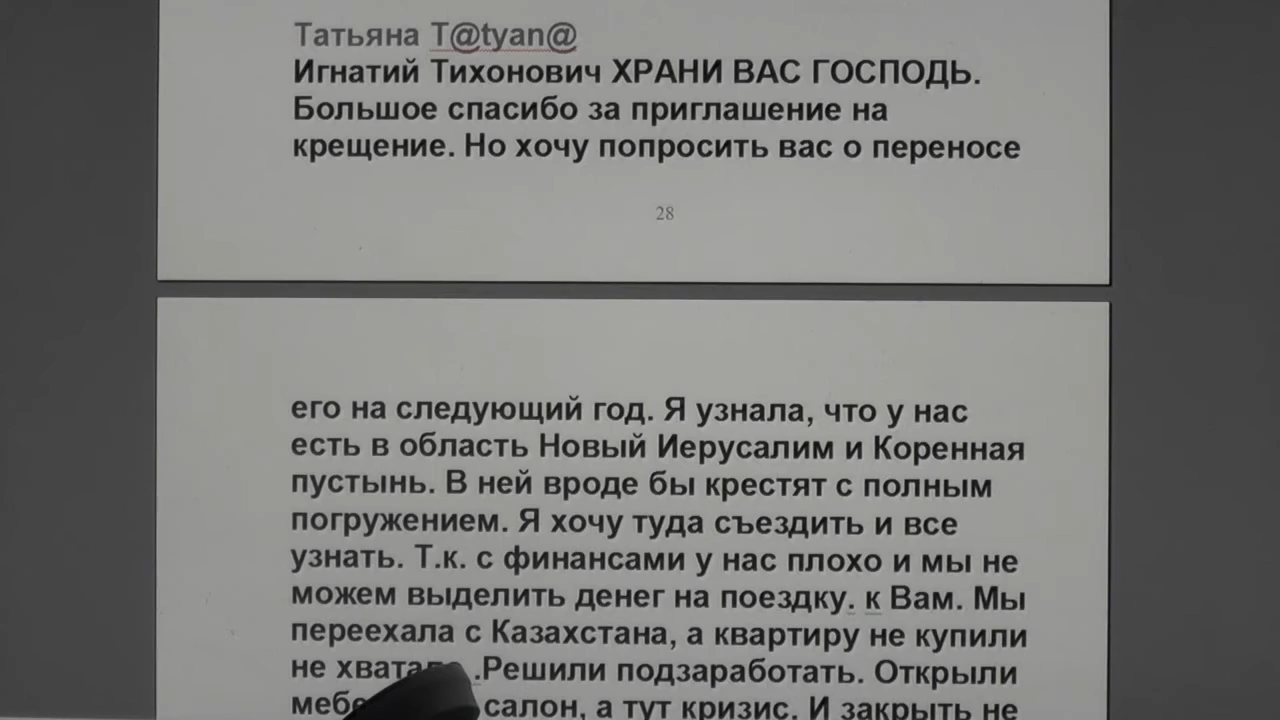 Татьяна T@tyan@
Игнатий Тихонович ХРАНИ ВАС ГОСПОДЬ.
Большое спасибо за приглашение на
крещение. Но хочу попросить вас о переносе
28
его на следующий год. Я узнала, что у нас
есть в область Новый Иерусалим и Коренная
пустынь. В ней вроде бы крестят с полным
погружением. Я хочу туда съездить и все
узнать. Т.к. с финансами у нас плохо и мы не
можем выделить денег на поездку. к Вам. Мы
переехала с Казахстана, а квартиру не купили
не .Решили подзаработать. Открыли
салон, а тут кризис. И закрыть не